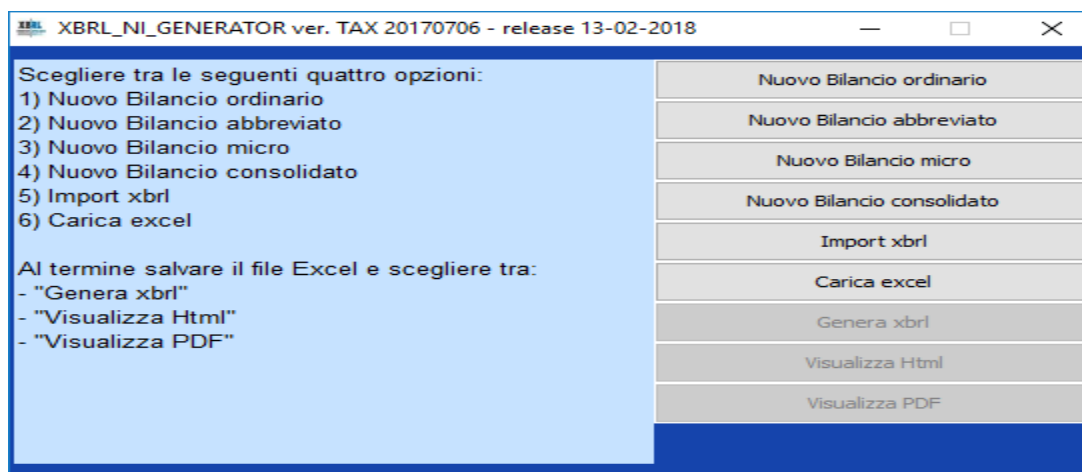 XBRL_NI_GENERATOR ver. TAX 20170706 - release 13-02-2018
Scegliere tra le seguenti quattro opzioni:
1) Nuovo Bilancio ordinario
2) Nuovo Bilancio abbreviato
3) Nuovo Bilancio micro
4) Nuovo Bilancio consolidato
5) Import xbrl
6) Carica excel
Al termine salvare il file Excel e scegliere tra:
- "Genera xbrl"
- "Visualizza Html"
- "Visualizza PDF"
Nuovo Bilancio ordinario
Nuovo Bilancio abbreviato
Nuovo Bilancio micro
Nuovo Bilancio consolidato
Import xbrl
Carica excel
Genera xbrl
Visualizza Html
Visualizza PDF